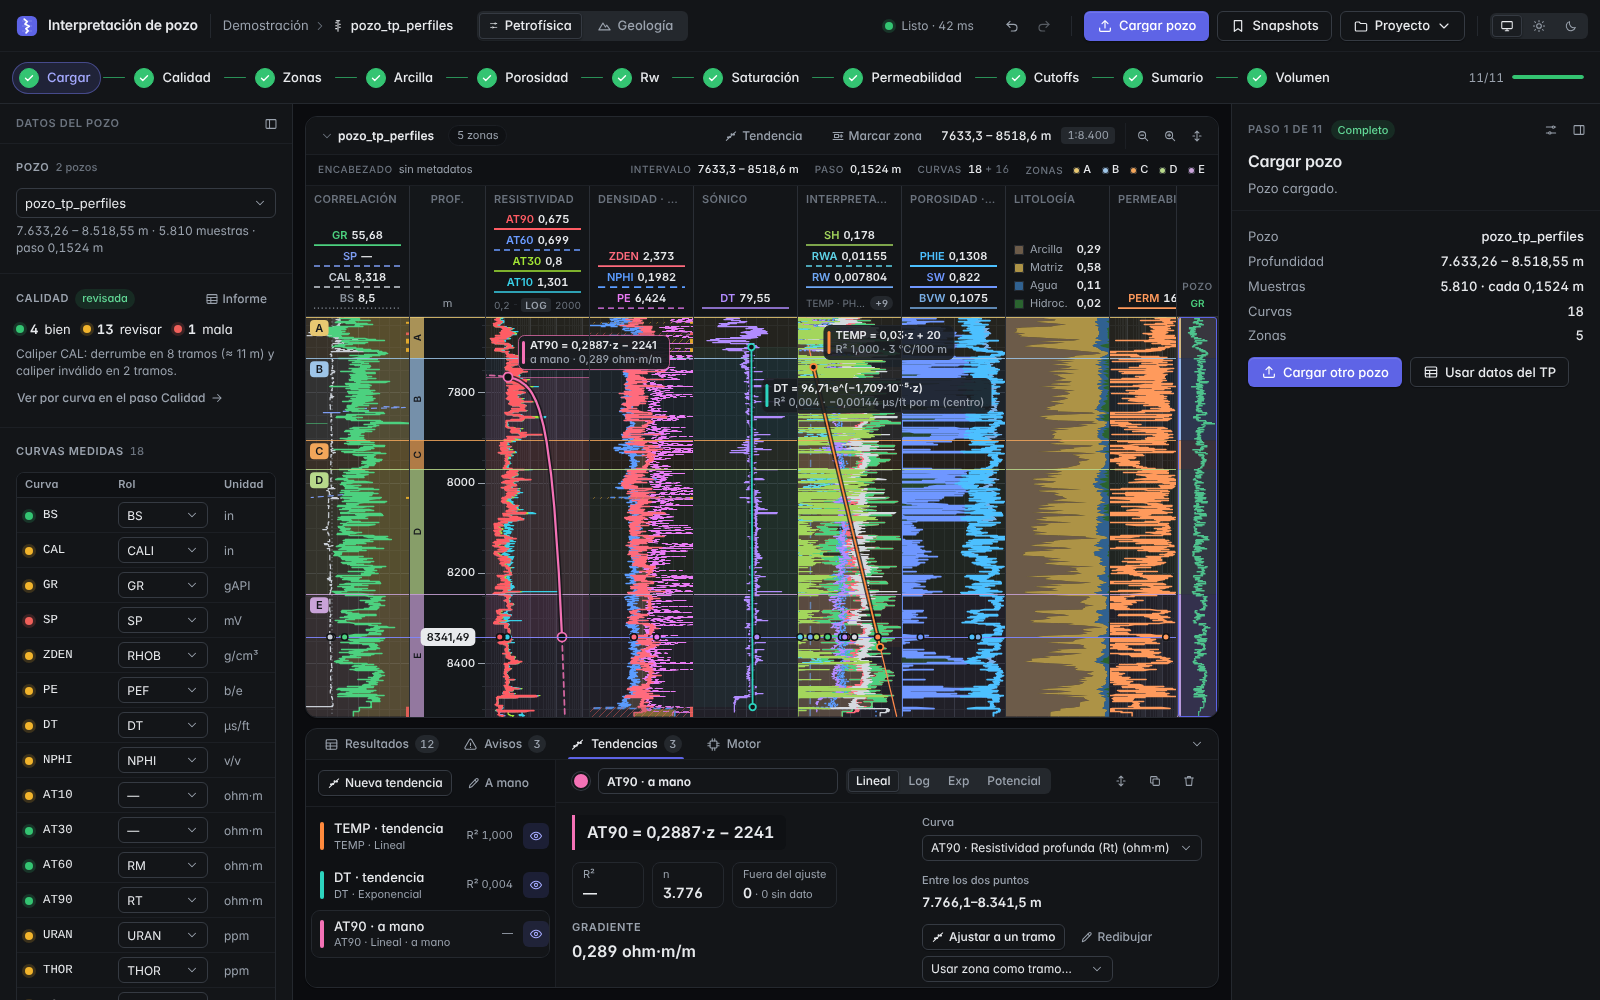 Interpretación de pozo
Demostración > pozo_tp_perfiles
Petrofísica
Geología
Listo · 42 ms
Cargar pozo
Snapshots
Proyecto
Cargar
Calidad
Zonas
Arcilla
Porosidad
Rw
Saturación
Permeabilidad
Cutoffs
Sumario
Volumen
11/11
DATOS DEL POZO
POZO 2 pozos
pozo_tp_perfiles
7.633,26 – 8.518,55 m · 5.810 muestras ·
paso 0,1524 m
CALIDAD revisada
Informe
4 bien 13 revisar 1 mala
Caliper CAL: derrumbe en 8 tramos (≈ 11 m) y
caliper inválido en 2 tramos.
Ver por curva en el paso Calidad →
CURVAS MEDIDAS 18
Curva Rol Unidad
BS BS in
CAL CALI in
GR GR gAPI
SP SP mV
ZDEN RHOB g/cm³
PE PEF b/e
DT DT µs/ft
NPHI NPHI v/v
AT10 — ohm·m
AT30 — ohm·m
AT60 RM ohm·m
AT90 RT ohm·m
URAN URAN ppm
THOR THOR ppm
pozo_tp_perfiles 5 zonas
Tendencia
Marcar zona
7633,3 – 8518,6 m 1:8.400
ENCABEZADO sin metadatos
INTERVALO 7633,3 – 8518,6 m
PASO 0,1524 m
CURVAS 18 + 16
ZONAS A B C D E
CORRELACIÓN
GR 55,68
SP —
CAL 8,318
BS 8,5
PROF.
m
RESISTIVIDAD
AT90 0,675
AT60 0,699
AT30 0,8
AT10 1,301
0,2 LOG 2000
DENSIDAD · ...
ZDEN 2,373
NPHI 0,1982
PE 6,424
SÓNICO
DT 79,55
INTERPRETA...
SH 0,178
RWA 0,01155
RW 0,007804
TEMP · PH... +9
POROSIDAD ·...
PHIE 0,1308
SW 0,822
BVW 0,1075
LITOLOGÍA
Arcilla 0,29
Matriz 0,58
Agua 0,11
Hidroc. 0,02
PERMEABI
PERM 16
POZO
GR
A
B
C
D
E
A
B
C
D
E
7800
8000
8200
8341,49
8400
AT90 = 0,2887·z − 2241
a mano · 0,289 ohm·m/m
TEMP = 0,03·z + 20
R² 1,000 · 3 °C/100 m
DT = 96,71·e^(−1,709·10⁻⁵·z)
R² 0,004 · −0,00144 µs/ft por m (centro)
Resultados 12
Avisos 3
Tendencias 3
Motor
Nueva tendencia
A mano
TEMP · tendencia
TEMP · Lineal
R² 1,000
DT · tendencia
DT · Exponencial
R² 0,004
AT90 · a mano
AT90 · Lineal · a mano
—
AT90 · a mano
Lineal Log Exp Potencial
AT90 = 0,2887·z − 2241
R²
—
n
3.776
Fuera del ajuste
0 · 0 sin dato
GRADIENTE
0,289 ohm·m/m
Curva
AT90 · Resistividad profunda (Rt) (ohm·m)
Entre los dos puntos
7.766,1–8.341,5 m
Ajustar a un tramo
Redibujar
Usar zona como tramo...
PASO 1 DE 11 Completo
Cargar pozo
Pozo cargado.
Pozo pozo_tp_perfiles
Profundidad 7.633,26 – 8.518,55 m
Muestras 5.810 · cada 0,1524 m
Curvas 18
Zonas 5
Cargar otro pozo
Usar datos del TP